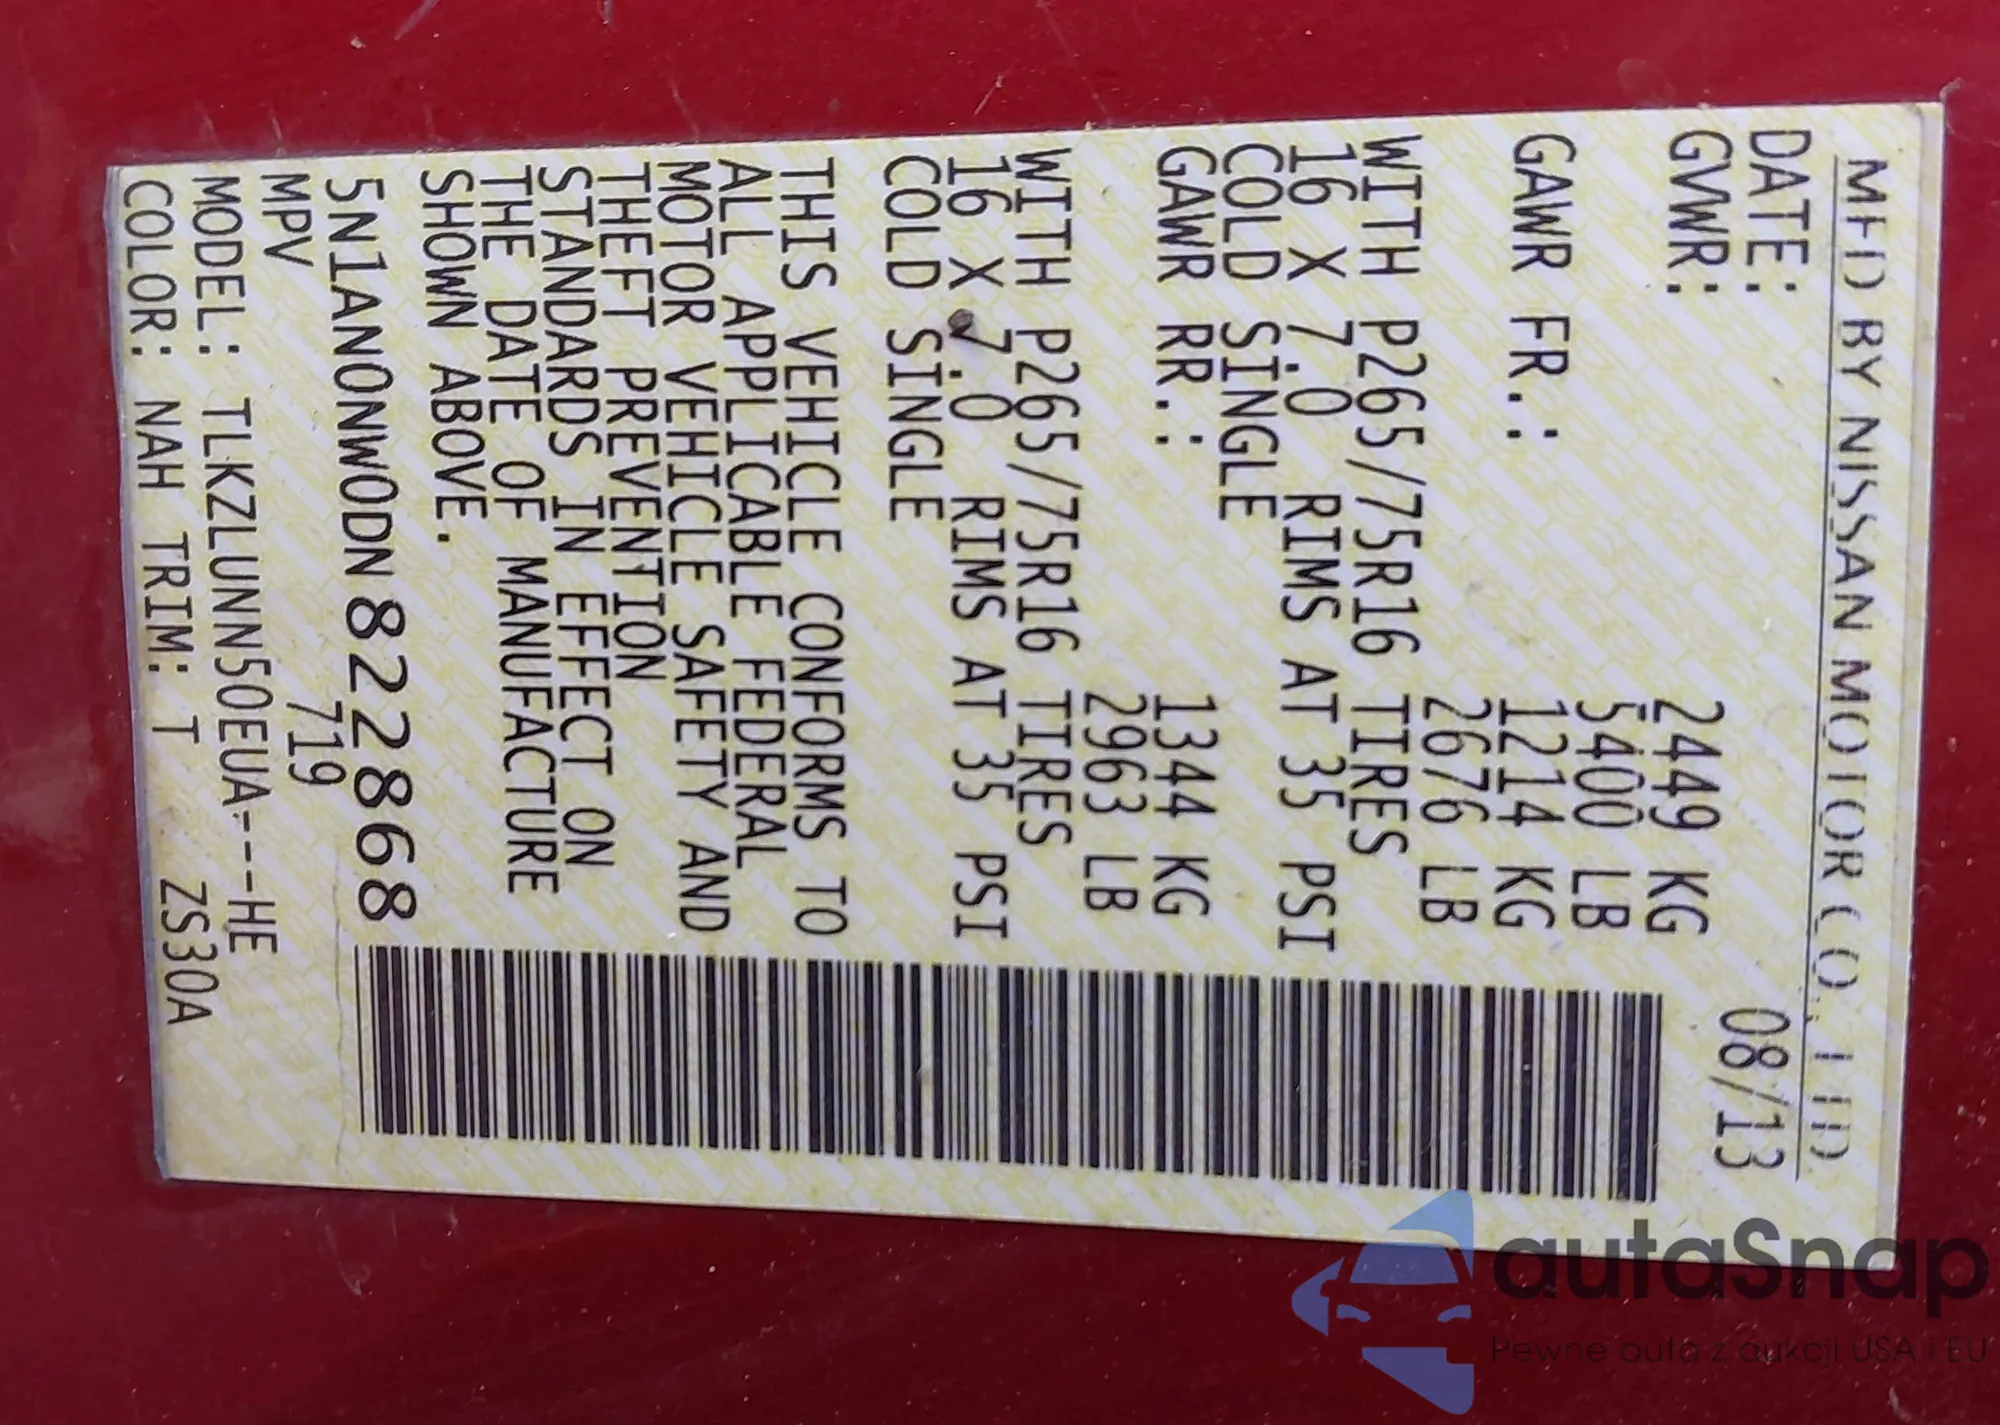 MFD BY NISSAN MOTOR CO., LTD.
DATE: 08/13
GVWR: 2449 KG
5400 LB
GAWR FR.: 1214 KG
2676 LB
WITH P265/75R16 TIRES
16 X 7.0 RIMS AT 35 PSI
COLD SINGLE
GAWR RR.: 1344 KG
2963 LB
WITH P265/75R16 TIRES
16 X 7.0 RIMS AT 35 PSI
COLD SINGLE
THIS VEHICLE CONFORMS TO
ALL APPLICABLE FEDERAL
MOTOR VEHICLE SAFETY AND
THEFT PREVENTION
STANDARDS IN EFFECT ON
THE DATE OF MANUFACTURE
SHOWN ABOVE.
5N1AN0NW0DN 822868
MPV 719
MODEL: TLKZLUNN50EUA---HE
COLOR: NAH TRIM: T ZS30A
autaSnap
Pewne auta z aukcji USA i EU